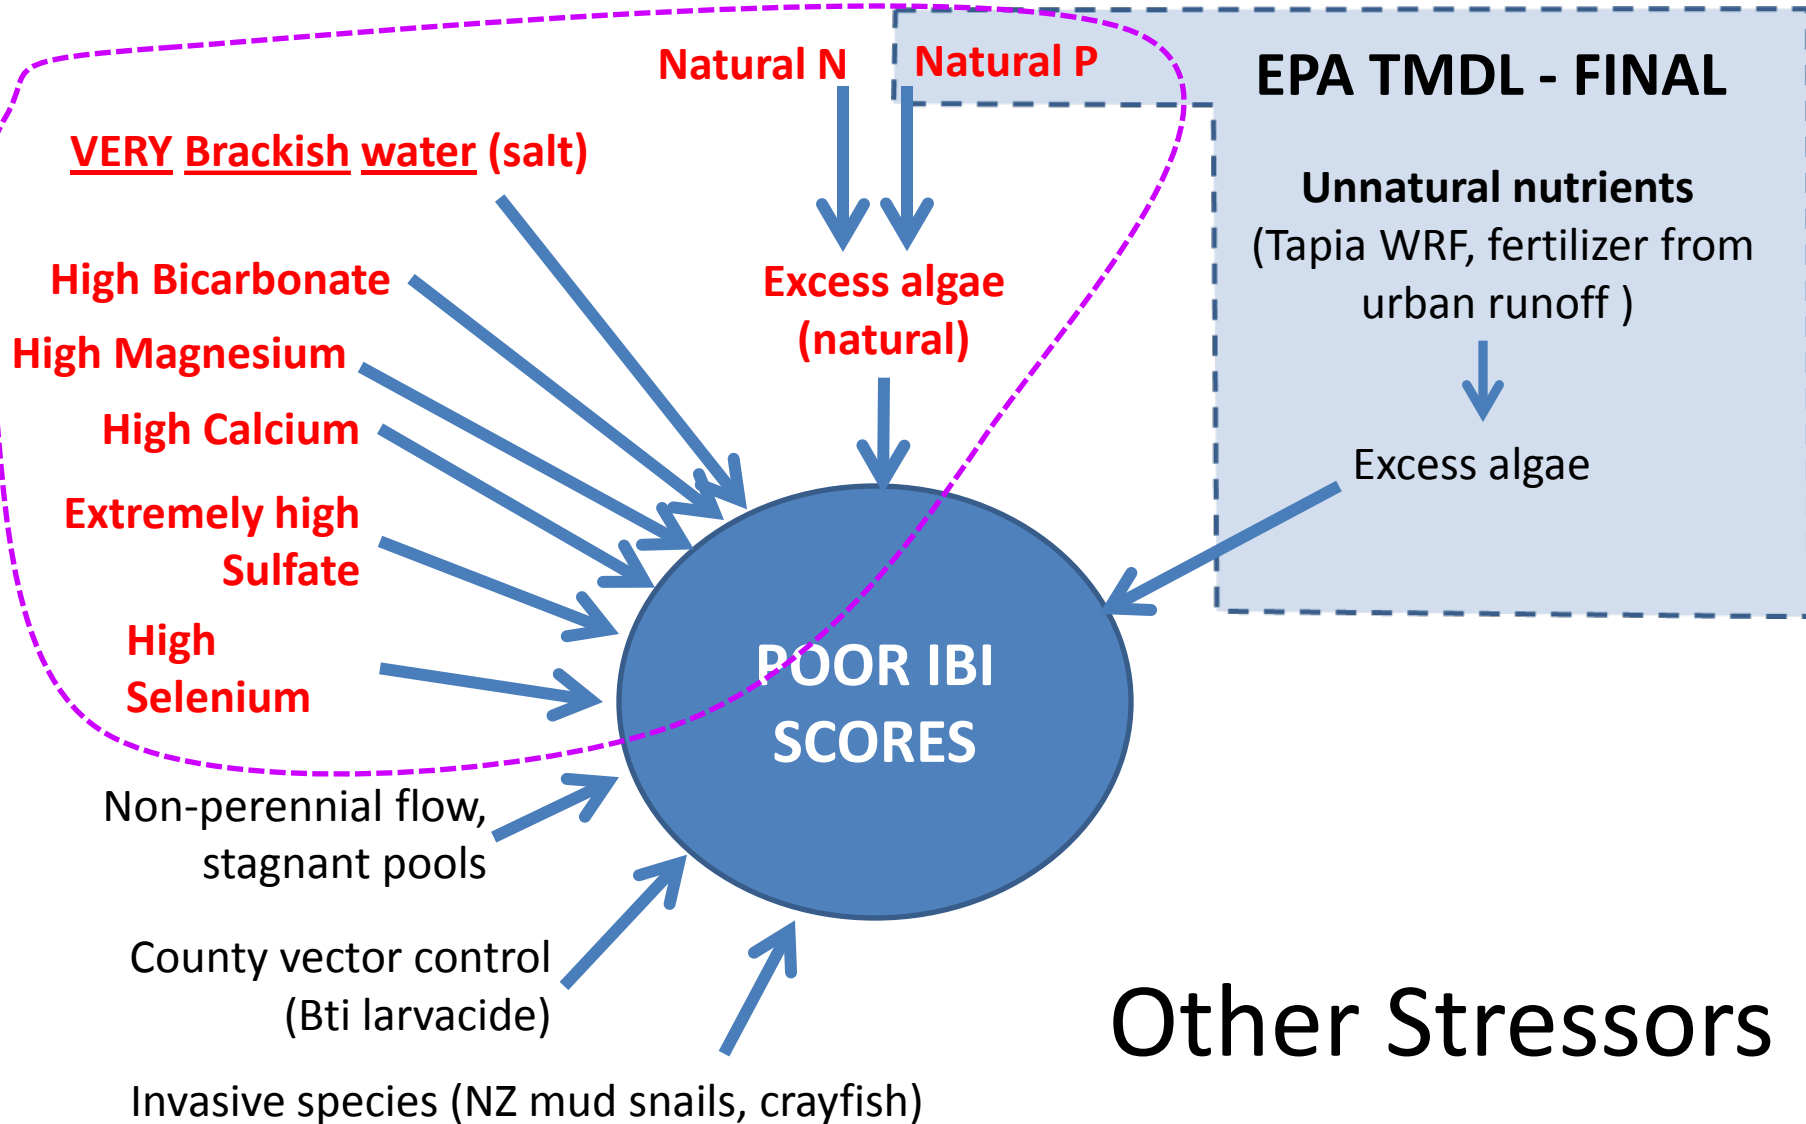 Natural N
Natural P
EPA TMDL - FINAL
VERY Brackish water (salt)
Unnatural nutrients
(Tapia WRF, fertilizer from
urban runoff )
High Bicarbonate
Excess algae
(natural)
High Magnesium
High Calcium
Excess algae
Extremely high
Sulfate
High
Selenium
POOR IBI
SCORES
Non-perennial flow,
stagnant pools
County vector control
(Bti larvacide)
Other Stressors
Invasive species (NZ mud snails, crayfish)